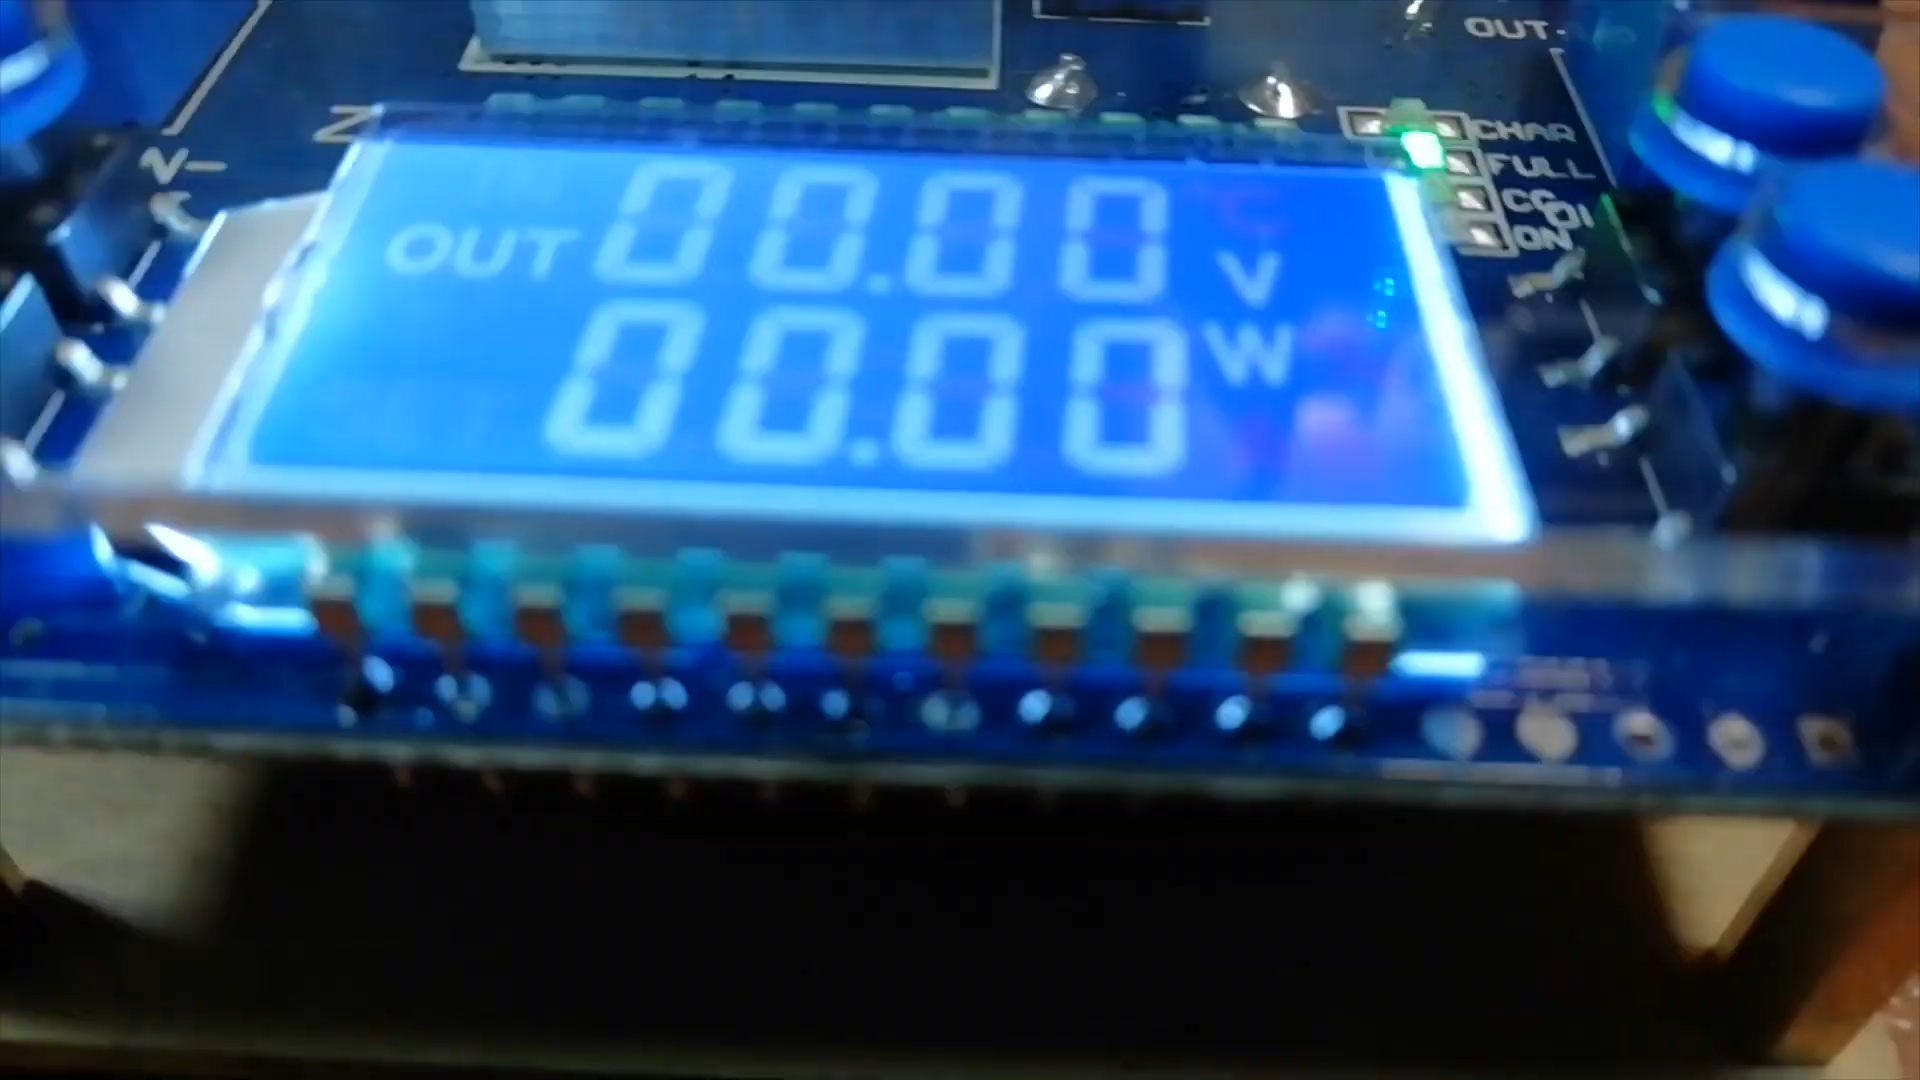 OUT-
CHAR
FULL
CC
ON
V-
OUT 00.00 V
00.00 W